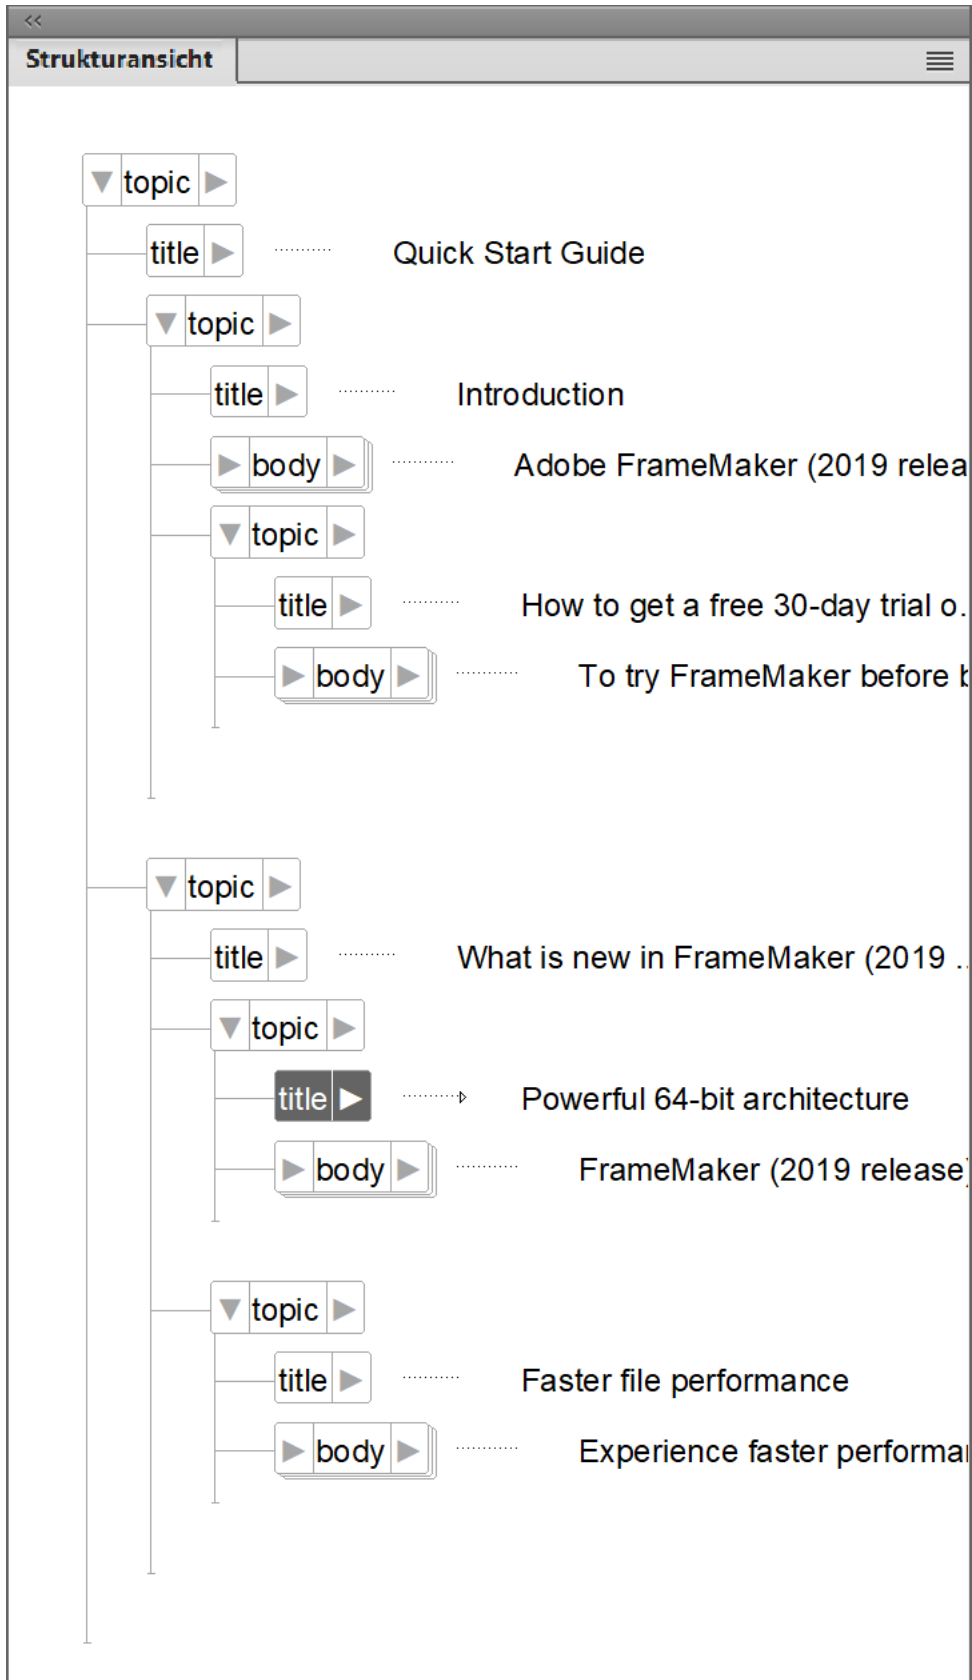 Strukturansicht
topic
title Quick Start Guide
topic
title Introduction
body Adobe FrameMaker (2019 relea
topic
title How to get a free 30-day trial o.
body To try FrameMaker before b
topic
title What is new in FrameMaker (2019 ..
topic
title Powerful 64-bit architecture
body FrameMaker (2019 release)
topic
title Faster file performance
body Experience faster performa